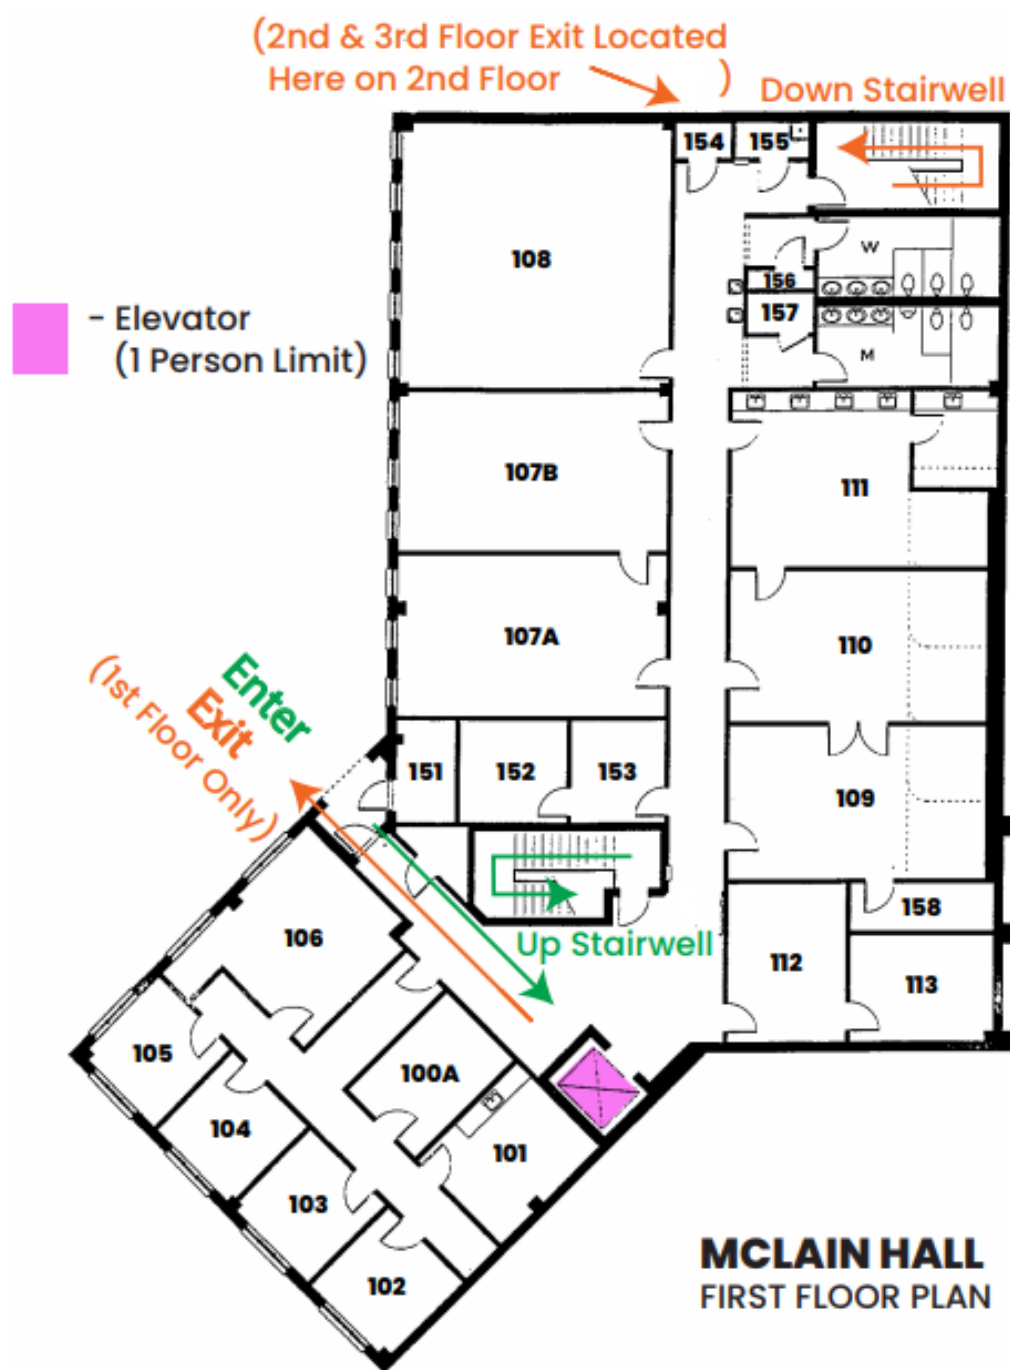 (2nd & 3rd Floor Exit Located
Here on 2nd Floor )
Down Stairwell
154
155
108
W
156
157
- Elevator
(1 Person Limit)
M
107B
111
107A
110
Enter
Exit
(1st Floor Only)
151
152
153
109
158
106
Up Stairwell
112
113
105
100A
104
101
103
102
MCLAIN HALL
FIRST FLOOR PLAN